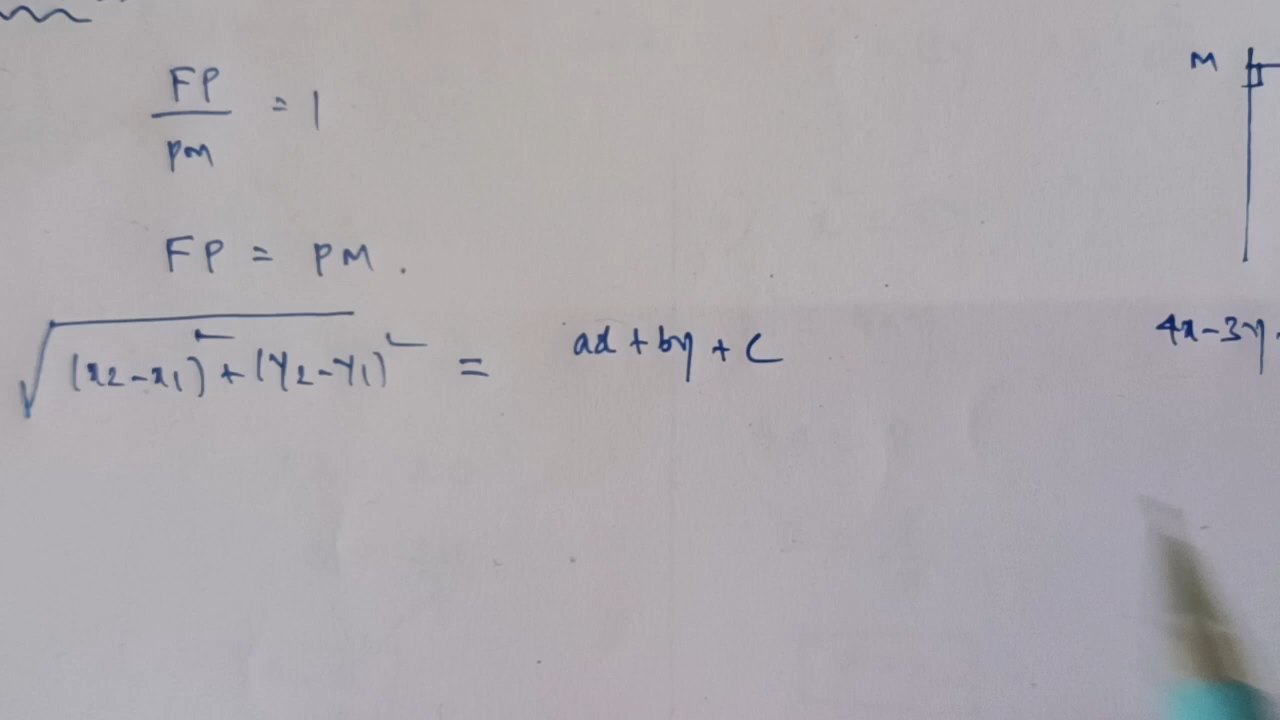 FP
— = 1
PM
M
FP = PM.
√(x2-x1)² + (y2-y1)² = ax + by + c
4x-3y